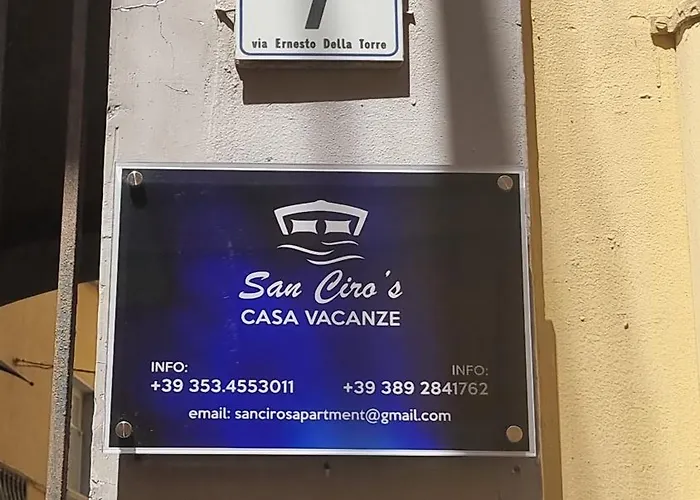 7
via Ernesto Della Torre
San Ciro's
CASA VACANZE
INFO:
+39 353.4553011
INFO:
+39 389 2841762
email: sancirosapartment@gmail.com